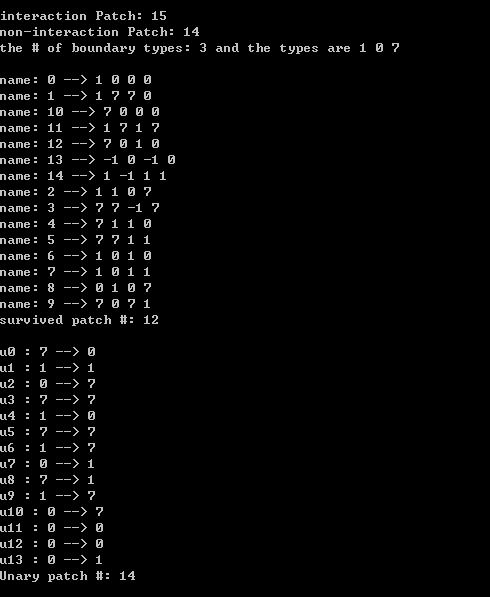 interaction Patch: 15
non-interaction Patch: 14
the # of boundary types: 3 and the types are 1 0 7
name: 0 --> 1 0 0 0
name: 1 --> 1 7 7 0
name: 10 --> 7 0 0 0
name: 11 --> 1 7 1 7
name: 12 --> 7 0 1 0
name: 13 --> -1 0 -1 0
name: 14 --> 1 -1 1 1
name: 2 --> 1 1 0 7
name: 3 --> 7 7 -1 7
name: 4 --> 7 1 1 0
name: 5 --> 7 7 1 1
name: 6 --> 1 0 1 0
name: 7 --> 1 0 1 1
name: 8 --> 0 1 0 7
name: 9 --> 7 0 7 1
survived patch #: 12
u0 : 7 --> 0
u1 : 1 --> 1
u2 : 0 --> 7
u3 : 7 --> 7
u4 : 1 --> 0
u5 : 7 --> 7
u6 : 1 --> 7
u7 : 0 --> 1
u8 : 7 --> 1
u9 : 1 --> 7
u10 : 0 --> 7
u11 : 0 --> 0
u12 : 0 --> 0
u13 : 0 --> 1
Unary patch #: 14